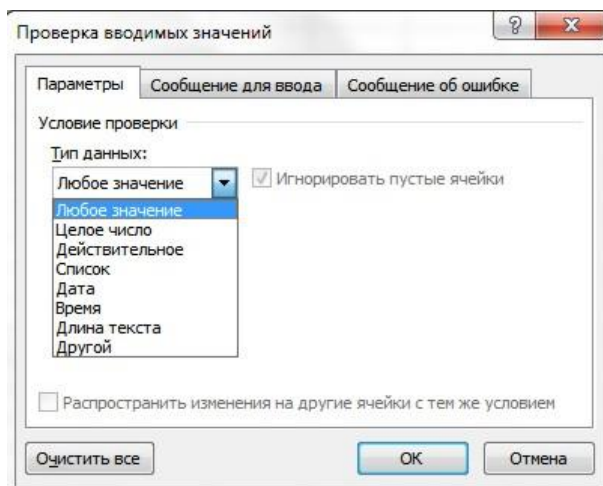 Проверка вводимых значений
Параметры Сообщение для ввода Сообщение об ошибке
Условие проверки
Тип данных:
Любое значение Игнорировать пустые ячейки
Любое значение
Целое число
Действительное
Список
Дата
Время
Длина текста
Другой
Распространить изменения на другие ячейки с тем же условием
Очистить все ОК Отмена